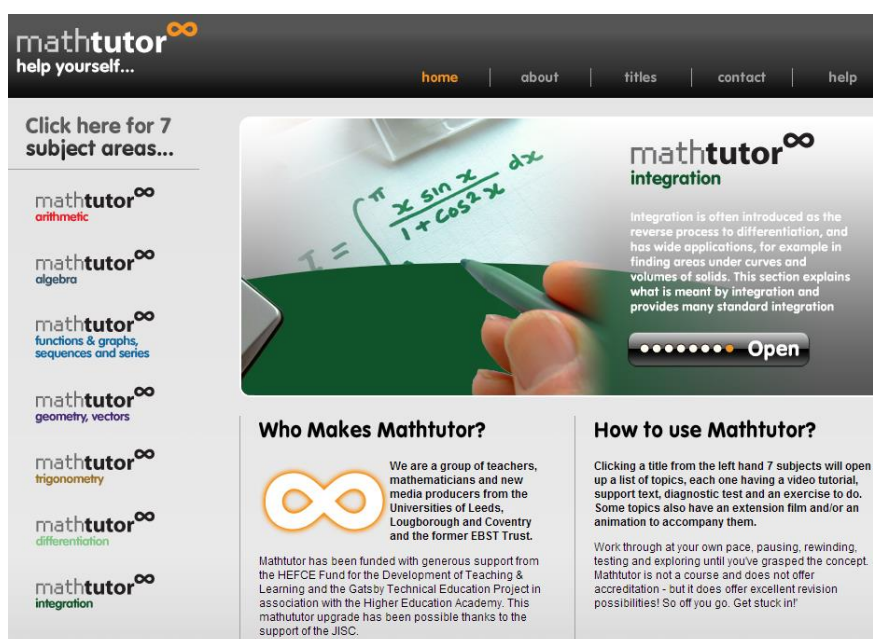 mathtutor∞
help yourself...
home
about
titles
contact
help
Click here for 7
subject areas...
mathtutor∞
arithmetic
mathtutor∞
algebra
mathtutor∞
functions & graphs,
sequences and series
mathtutor∞
geometry, vectors
mathtutor∞
trigonometry
mathtutor∞
differentiation
mathtutor∞
integration
I = ∫ π x sin x / 1 + cos²x dx
mathtutor∞
integration
Integration is often introduced as the
reverse process to differentiation, and
has wide applications, for example in
finding areas under curves and
volumes of solids. This section explains
what is meant by integration and
provides many standard integration
Open
Who Makes Mathtutor?
We are a group of teachers,
mathematicians and new
media producers from the
Universities of Leeds,
Lougborough and Coventry
and the former EBST Trust.
Mathtutor has been funded with generous support from
the HEFCE Fund for the Development of Teaching &
Learning and the Gatsby Technical Education Project in
association with the Higher Education Academy. This
mathututor upgrade has been possible thanks to the
support of the JISC.
How to use Mathtutor?
Clicking a title from the left hand 7 subjects will open
up a list of topics, each one having a video tutorial,
support text, diagnostic test and an exercise to do.
Some topics also have an extension film and/or an
animation to accompany them.
Work through at your own pace, pausing, rewinding,
testing and exploring until you've grasped the concept.
Mathtutor is not a course and does not offer
accreditation - but it does offer excellent revision
possibilities! So off you go. Get stuck in!'